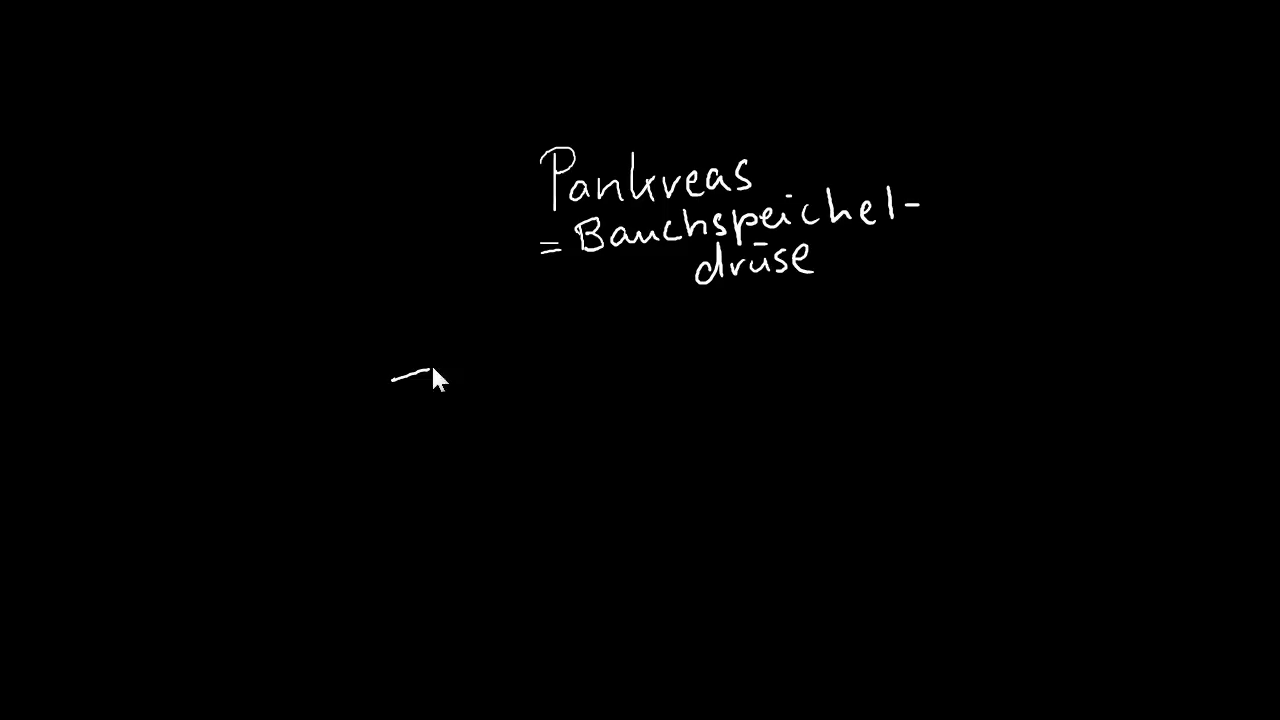 Pankreas
= Bauchspeichel-
drüse